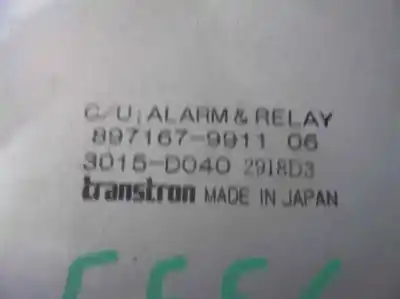 C/U; ALARM & RELAY
897167-9911 06
3015-D040 2918D3
transtron MADE IN JAPAN